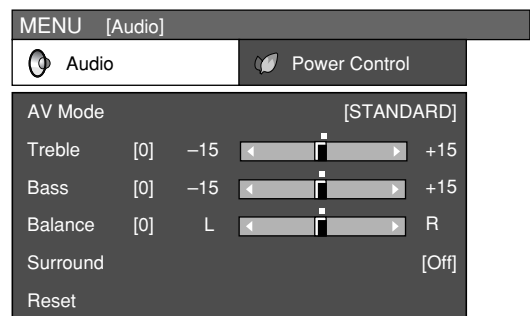 MENU [Audio]
Audio Power Control
AV Mode [STANDARD]
Treble [0] –15 +15
Bass [0] –15 +15
Balance [0] L R
Surround [Off]
Reset